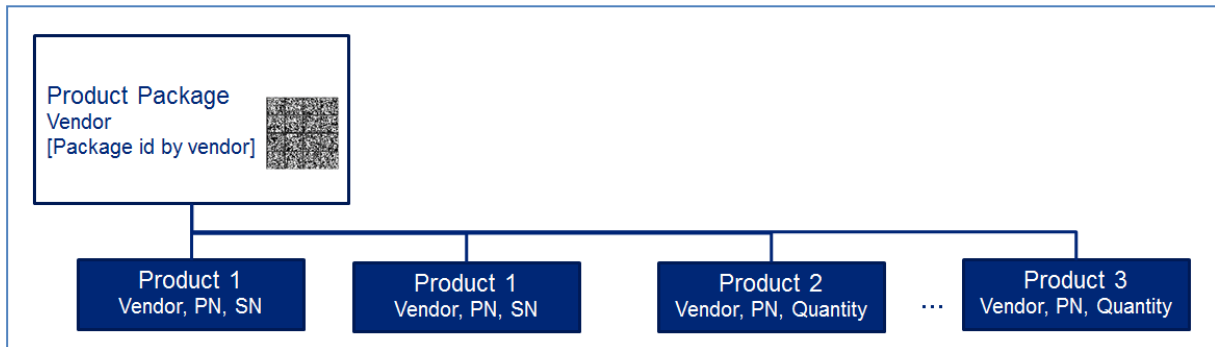 Product Package
Vendor
[Package id by vendor]
Product 1
Vendor, PN, SN
Product 1
Vendor, PN, SN
Product 2
Vendor, PN, Quantity
...
Product 3
Vendor, PN, Quantity